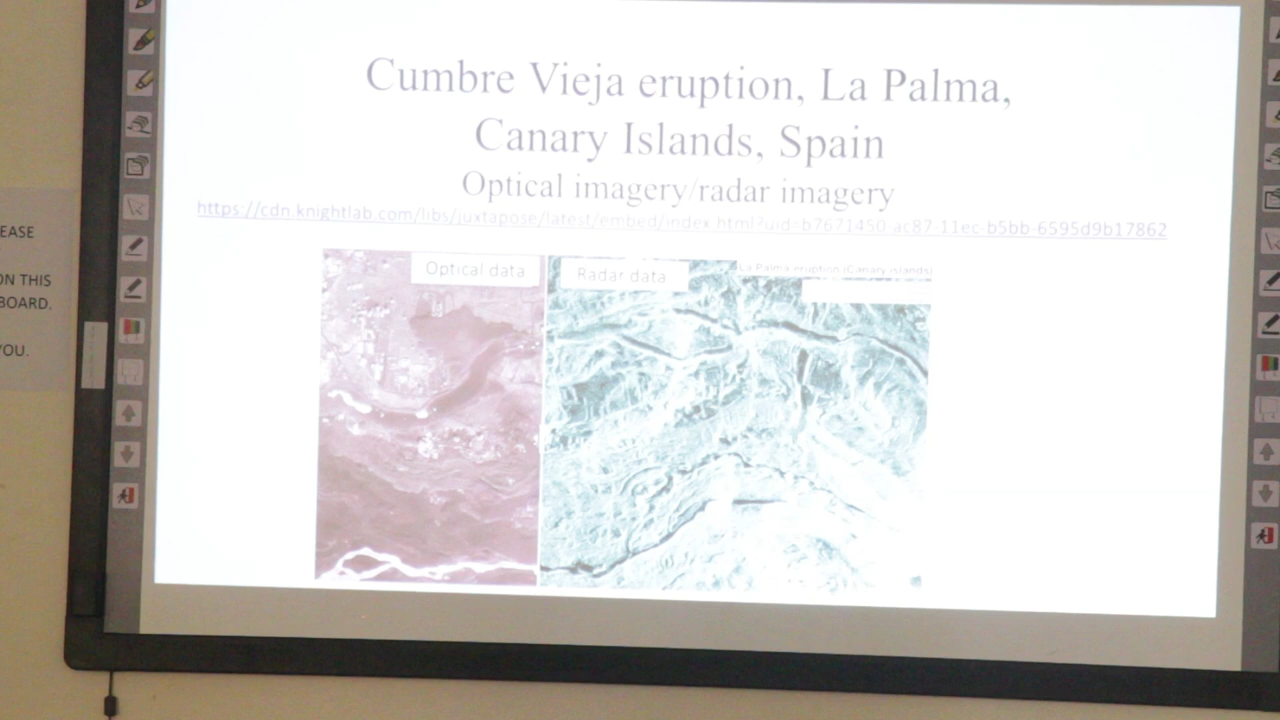 Cumbre Vieja eruption, La Palma,
Canary Islands, Spain
Optical imagery/radar imagery
https://cdn.knightlab.com/libs/juxtapose/latest/embed/index.html?uid=b7671450-ac87-11ec-b5bb-6595d9b17862
Optical data
Radar data
La Palma eruption (Canary islands)
EASE
ON THIS
BOARD.
YOU.